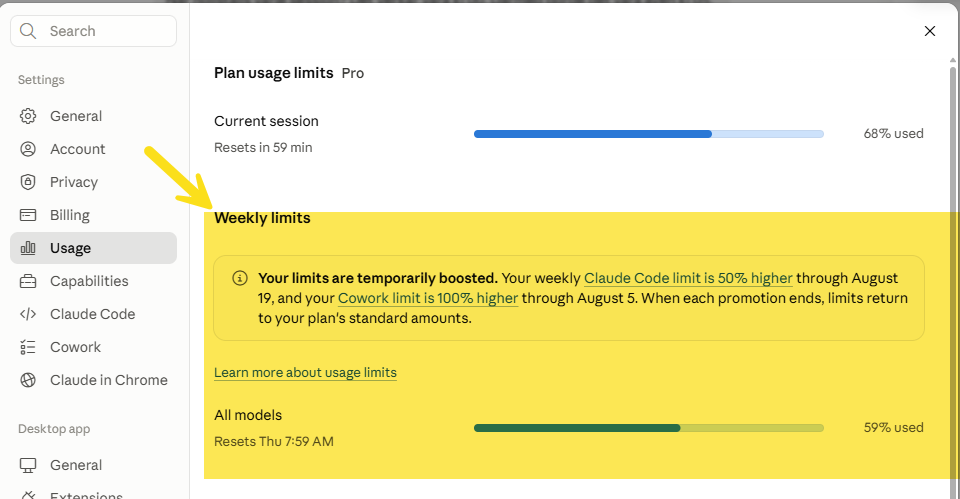 Search
Settings
General
Account
Privacy
Billing
Usage
Capabilities
Claude Code
Cowork
Claude in Chrome
Desktop app
General
Extensions
Plan usage limits Pro
Current session
Resets in 59 min
68% used
Weekly limits
Your limits are temporarily boosted. Your weekly Claude Code limit is 50% higher through August
19, and your Cowork limit is 100% higher through August 5. When each promotion ends, limits return
to your plan's standard amounts.
Learn more about usage limits
All models
Resets Thu 7:59 AM
59% used